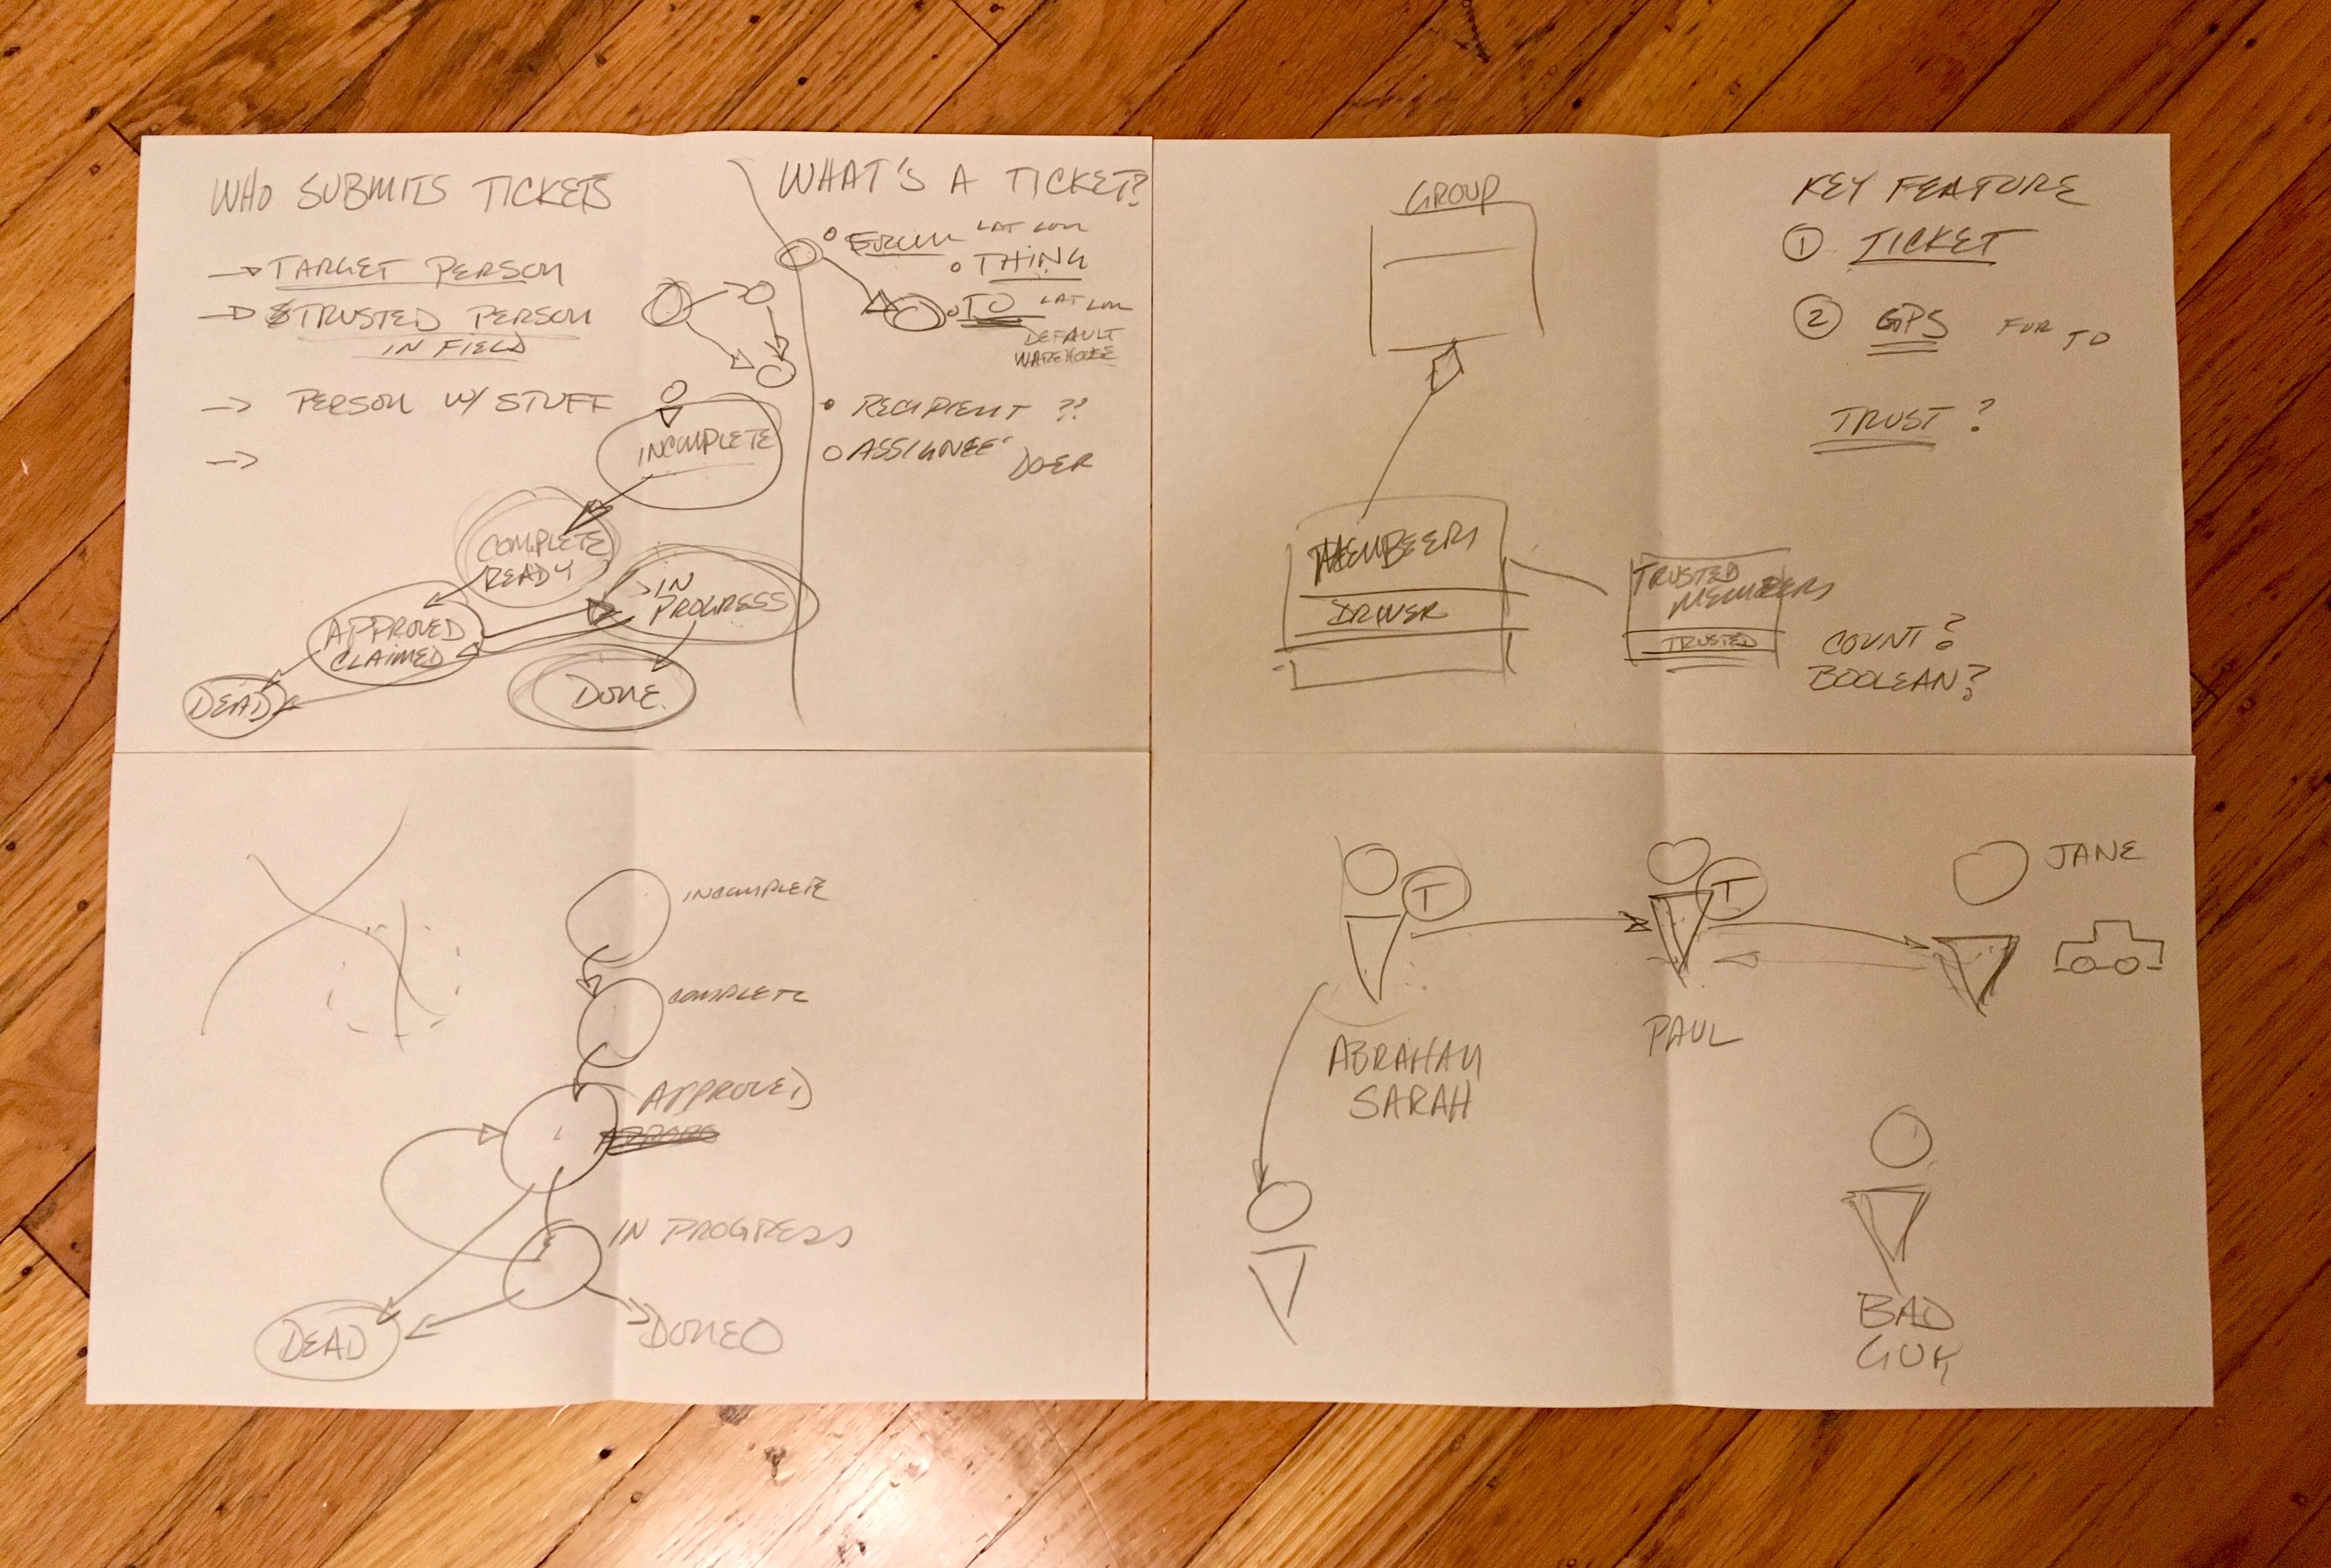 WHO SUBMITS TICKETS
→ TARGET PERSON
→ TRUSTED PERSON
IN FIELD
→ PERSON W/ STUFF
→
INCOMPLETE
COMPLETE
READY
IN
PROGRESS
APPROVED
CLAIMED
DEAD
DONE
WHAT'S A TICKET?
LAT LON
○ THING
○ TO LAT LON
DEFAULT
WAREHOUSE
• RECIPIENT ??
○ ASSIGNEE
DOER
GROUP
MEMBEERS
DRIVER
TRUSTED
MEMBERS
TRUSTED
COUNT?
BOOLEAN?
KEY FEATURE
① TICKET
② GPS FOR TO
TRUST?
INCOMPLETE
COMPLETE
APPROVED
IN PROGRESS
DEAD
DONE
T
T
JANE
ABRAHAM
SARAH
PAUL
BAD
GUY